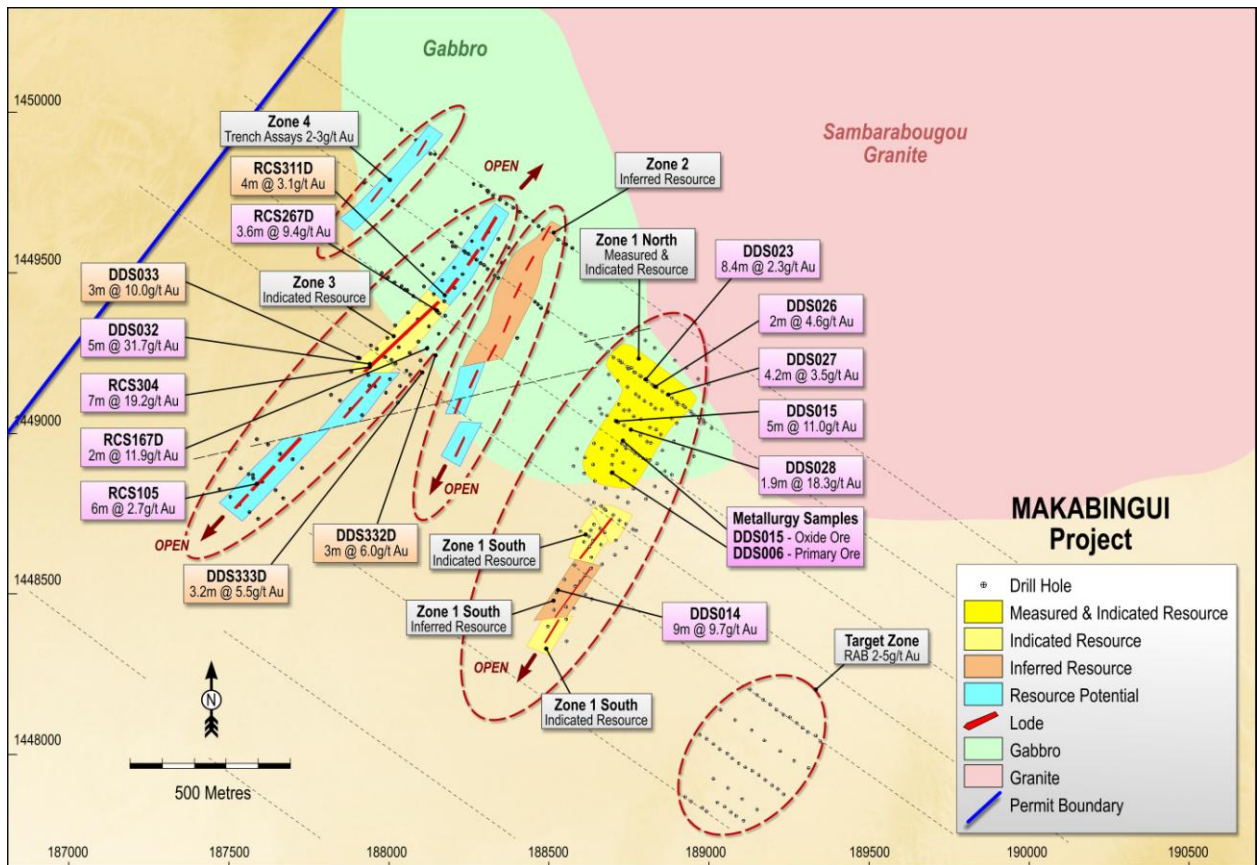 Gabbro
Sambarabougou
Granite
1450000
1449500
1449000
1448500
1448000
Zone 4
Trench Assays 2-3g/t Au
RCS311D
4m @ 3.1g/t Au
RCS267D
3.6m @ 9.4g/t Au
DDS033
3m @ 10.0g/t Au
Zone 3
Indicated Resource
DDS032
5m @ 31.7g/t Au
RCS304
7m @ 19.2g/t Au
RCS167D
2m @ 11.9g/t Au
RCS105
6m @ 2.7g/t Au
OPEN
DDS333D
3.2m @ 5.5g/t Au
DDS332D
3m @ 6.0g/t Au
OPEN
OPEN
Zone 2
Inferred Resource
Zone 1 North
Measured &
Indicated Resource
DDS023
8.4m @ 2.3g/t Au
DDS026
2m @ 4.6g/t Au
DDS027
4.2m @ 3.5g/t Au
DDS015
5m @ 11.0g/t Au
DDS028
1.9m @ 18.3g/t Au
Metallurgy Samples
DDS015 - Oxide Ore
DDS006 - Primary Ore
Zone 1 South
Indicated Resource
Zone 1 South
Inferred Resource
DDS014
9m @ 9.7g/t Au
OPEN
Zone 1 South
Indicated Resource
Target Zone
RAB 2-5g/t Au
N
500 Metres
MAKABINGUI
Project
Drill Hole
Measured & Indicated Resource
Indicated Resource
Inferred Resource
Resource Potential
Lode
Gabbro
Granite
Permit Boundary
187000
187500
188000
188500
189000
189500
190000
190500